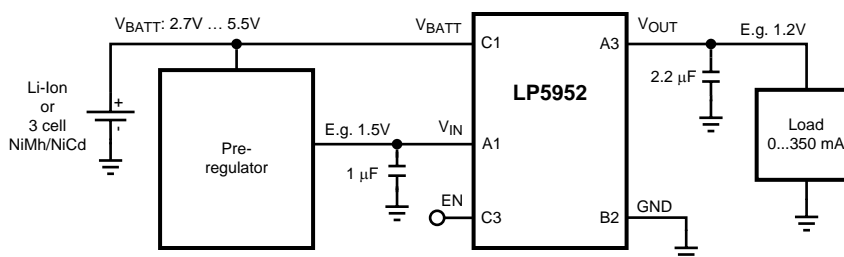 VBATT: 2.7V ... 5.5V
VBATT
C1
A3
VOUT
E.g. 1.2V
2.2 μF
LP5952
Li-Ion
or
3 cell
NiMh/NiCd
+
-
Pre-
regulator
E.g. 1.5V
VIN
A1
1 μF
Load
0...350 mA
EN
C3
B2
GND